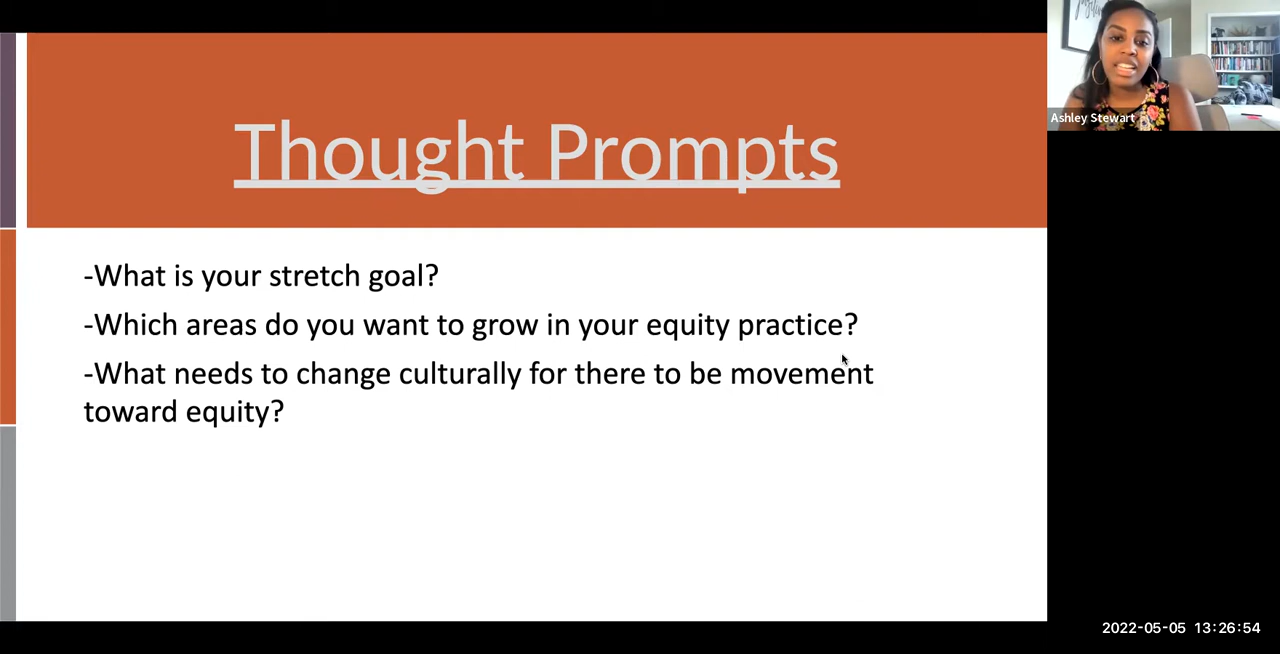 Thought Prompts
-What is your stretch goal?
-Which areas do you want to grow in your equity practice?
-What needs to change culturally for there to be movement
toward equity?
Ashley Stewart
2022-05-05 13:26:54